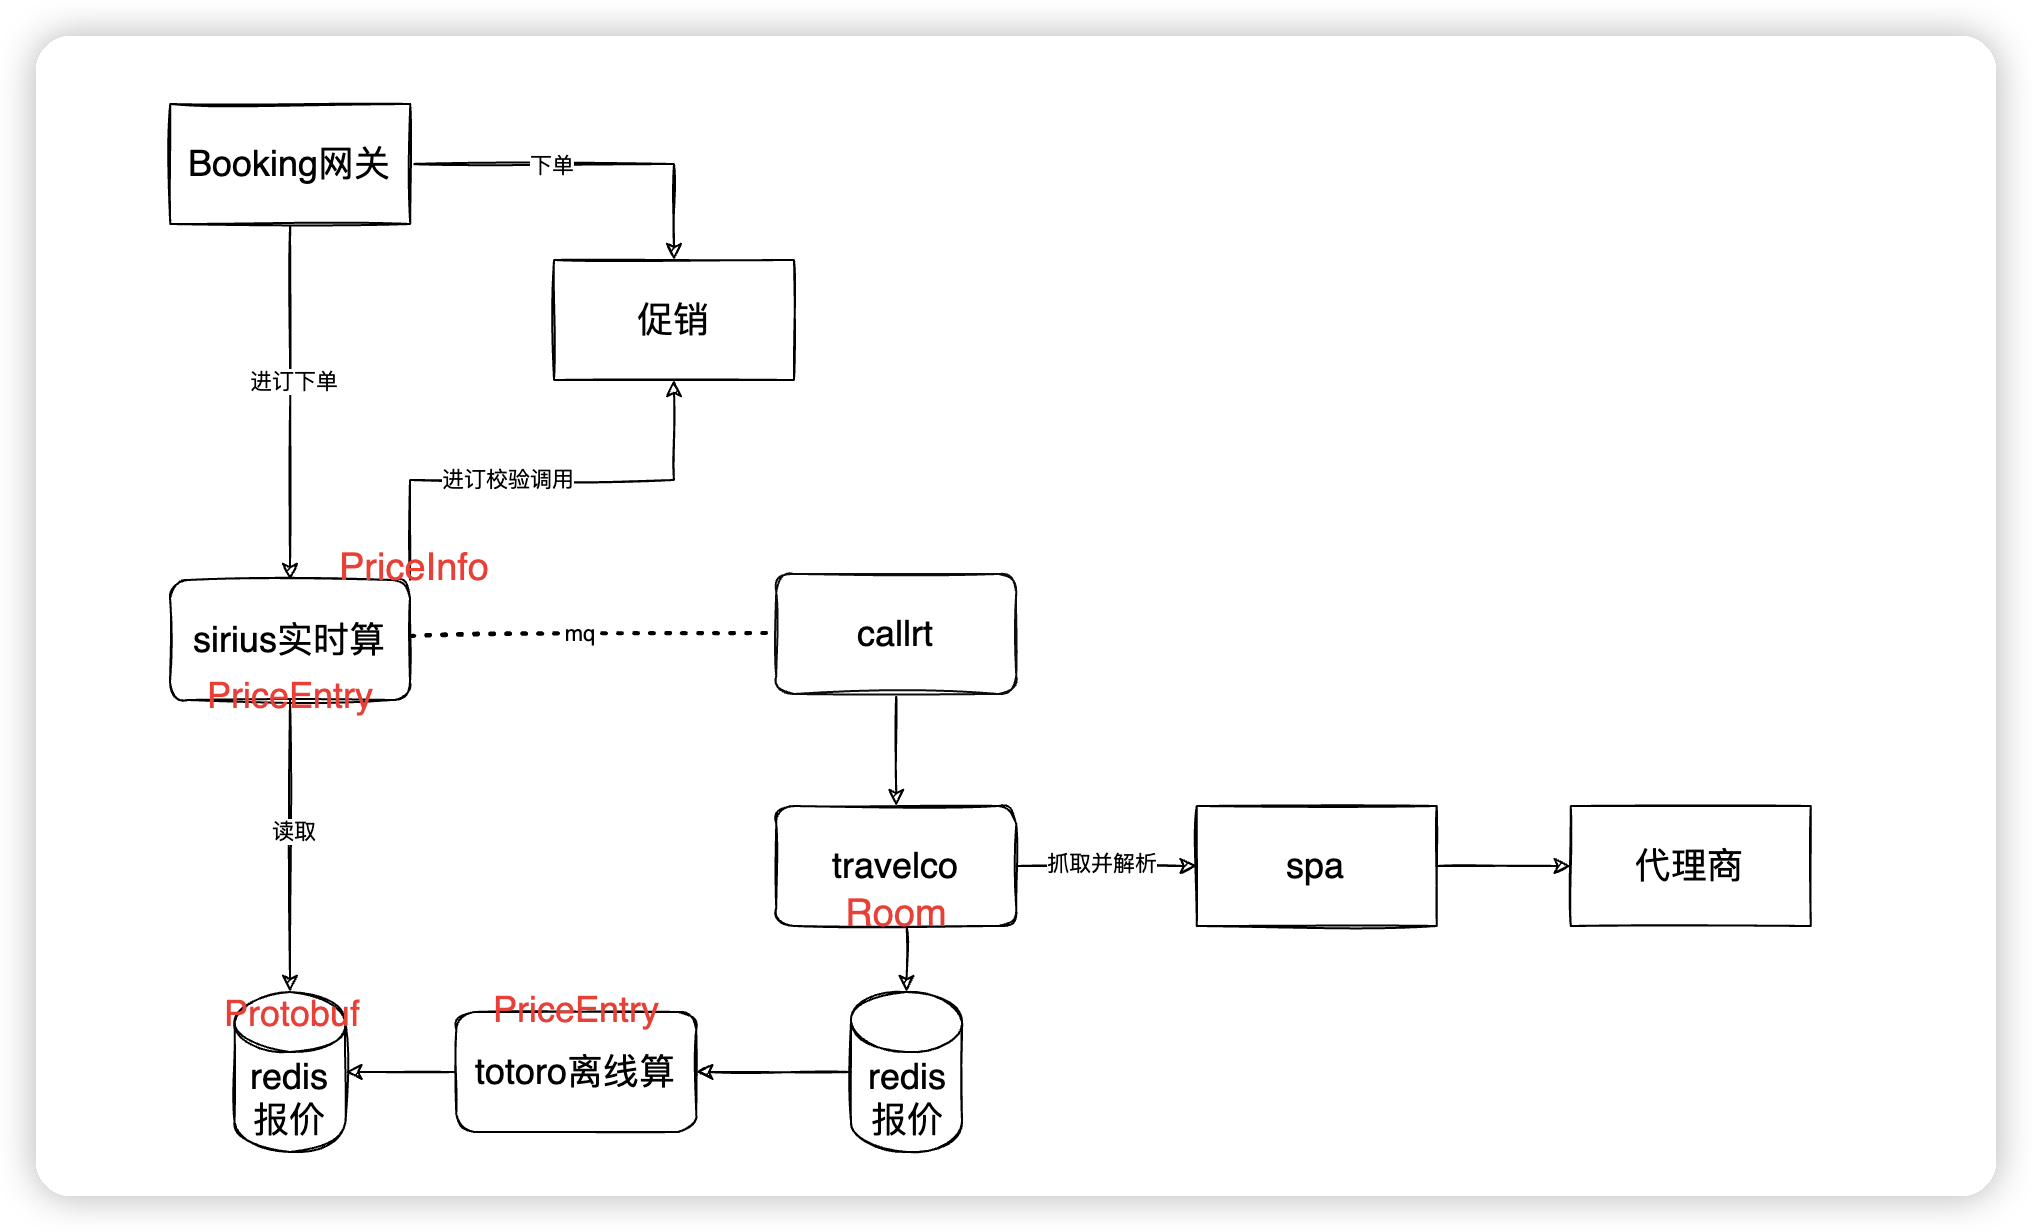 Booking网关
下单
促销
进订下单
进订校验调用
PriceInfo
sirius实时算
mq
callrt
PriceEntry
读取
travelco
抓取并解析
spa
代理商
Room
Protobuf
PriceEntry
redis
报价
totoro离线算
redis
报价